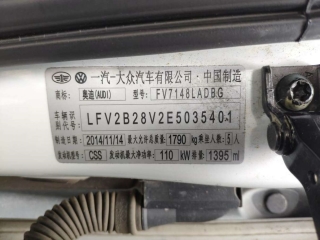 一汽-大众汽车有限公司·中国制造
商标: 奥迪(AUDI) 型号: FV7148LADBG
车辆识别代号: LFV2B28V2E5035401
制造年月: 2014/11/14 最大允许总质量: 1790 kg 乘坐人数: 5人
发动机型号: CSS 发动机最大净功率: 110 kW 排量: 1395 ml